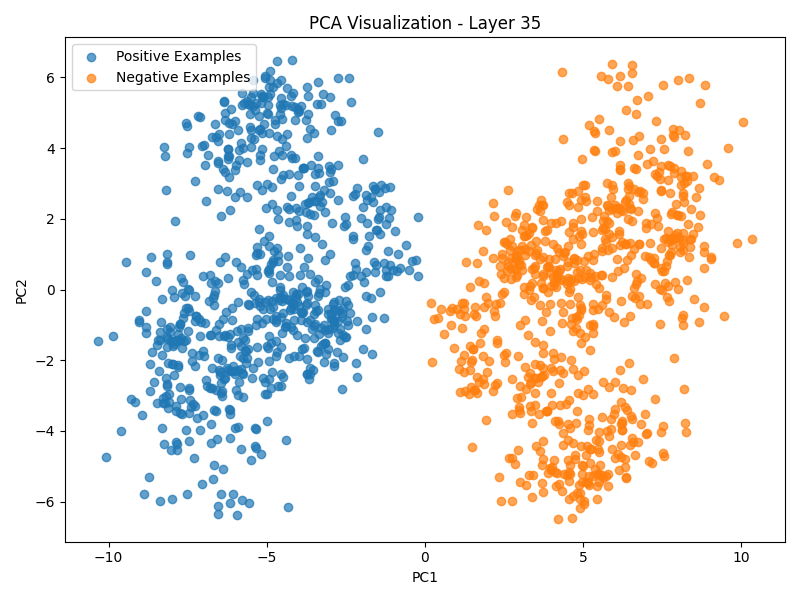 PCA Visualization - Layer 35
Positive Examples
Negative Examples
PC2
6
4
2
0
−2
−4
−6
−10
−5
0
5
10
PC1